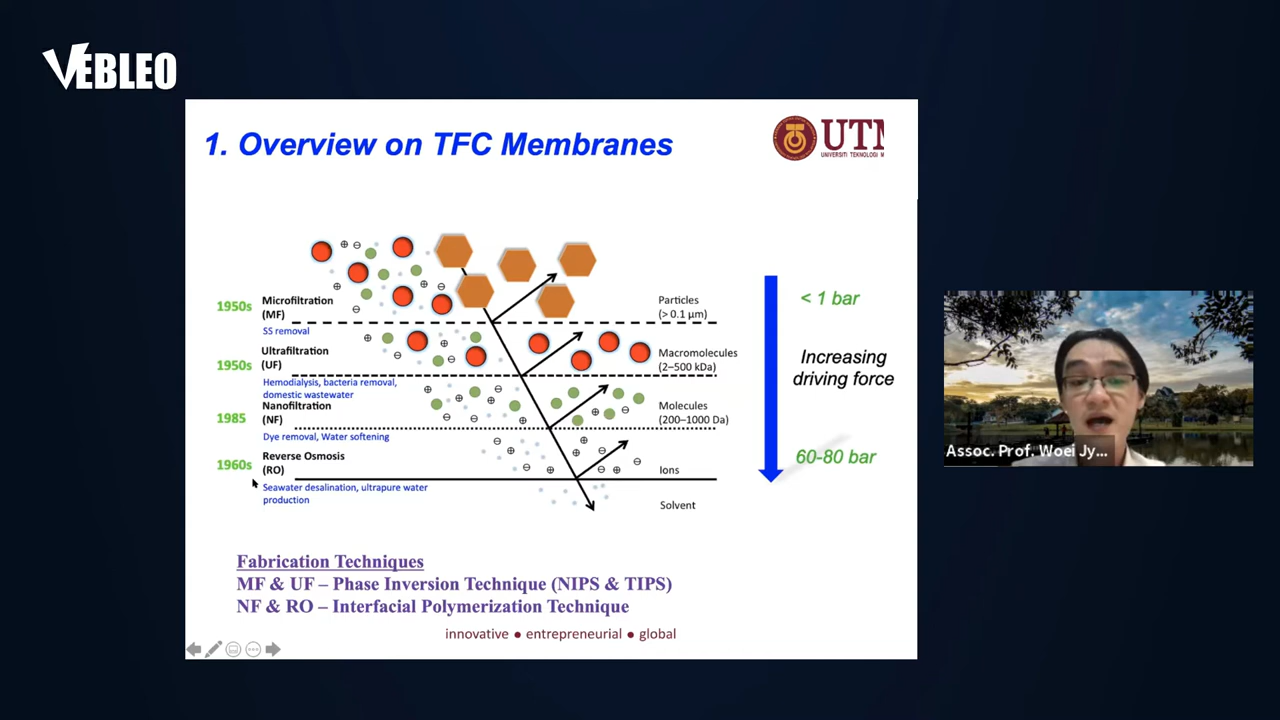 VEBLEO
1. Overview on TFC Membranes
UTM
UNIVERSITI TEKNOLOGI M
1950s
Microfiltration
(MF)
SS removal
Particles
(> 0.1 μm)
1950s
Ultrafiltration
(UF)
Hemodialysis, bacteria removal,
domestic wastewater
Macromolecules
(2–500 kDa)
1985
Nanofiltration
(NF)
Dye removal, Water softening
Molecules
(200–1000 Da)
1960s
Reverse Osmosis
(RO)
Seawater desalination, ultrapure water
production
Ions
Solvent
< 1 bar
Increasing
driving force
60-80 bar
Fabrication Techniques
MF & UF – Phase Inversion Technique (NIPS & TIPS)
NF & RO – Interfacial Polymerization Technique
innovative ● entrepreneurial ● global
Assoc. Prof. Woei Jy...